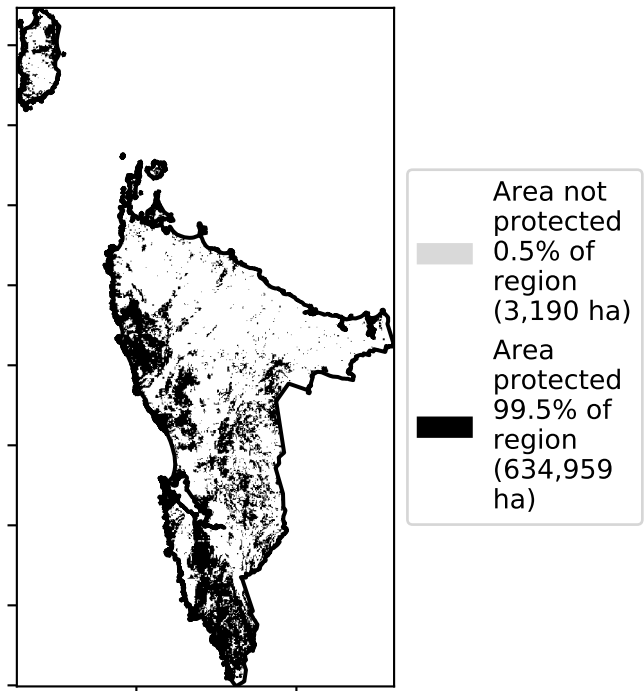 Area not
protected
0.5% of
region
(3,190 ha)
Area
protected
99.5% of
region
(634,959
ha)